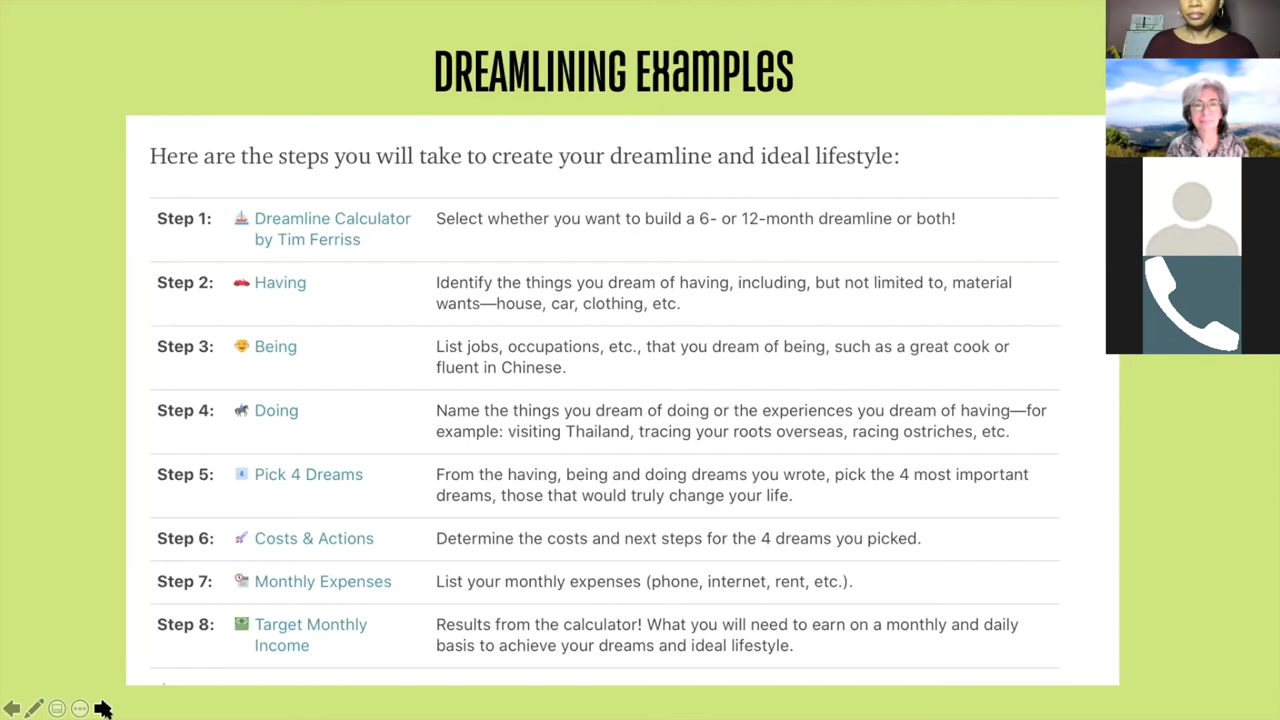 DREAMLINING Examples
Here are the steps you will take to create your dreamline and ideal lifestyle:
Step 1: Dreamline Calculator by Tim Ferriss Select whether you want to build a 6- or 12-month dreamline or both!
Step 2: Having Identify the things you dream of having, including, but not limited to, material
wants—house, car, clothing, etc.
Step 3: Being List jobs, occupations, etc., that you dream of being, such as a great cook or
fluent in Chinese.
Step 4: Doing Name the things you dream of doing or the experiences you dream of having—for
example: visiting Thailand, tracing your roots overseas, racing ostriches, etc.
Step 5: Pick 4 Dreams From the having, being and doing dreams you wrote, pick the 4 most important
dreams, those that would truly change your life.
Step 6: Costs & Actions Determine the costs and next steps for the 4 dreams you picked.
Step 7: Monthly Expenses List your monthly expenses (phone, internet, rent, etc.).
Step 8: Target Monthly Income Results from the calculator! What you will need to earn on a monthly and daily
basis to achieve your dreams and ideal lifestyle.